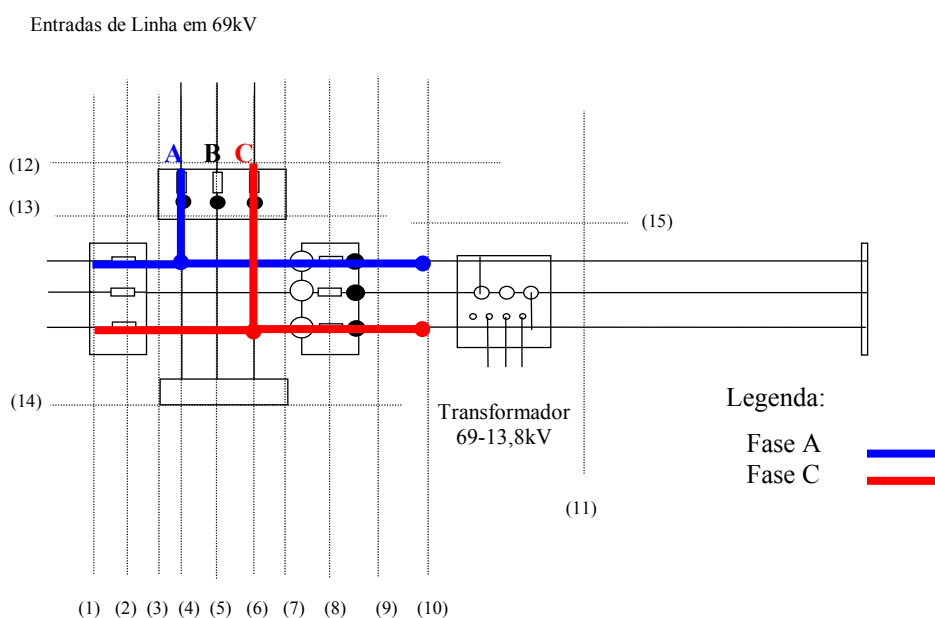 Entradas de Linha em 69kV
A B C
(12)
(13)
(15)
(14)
Transformador
69-13,8kV
Legenda:
Fase A
Fase C
(11)
(1) (2) (3) (4) (5) (6) (7) (8) (9) (10)